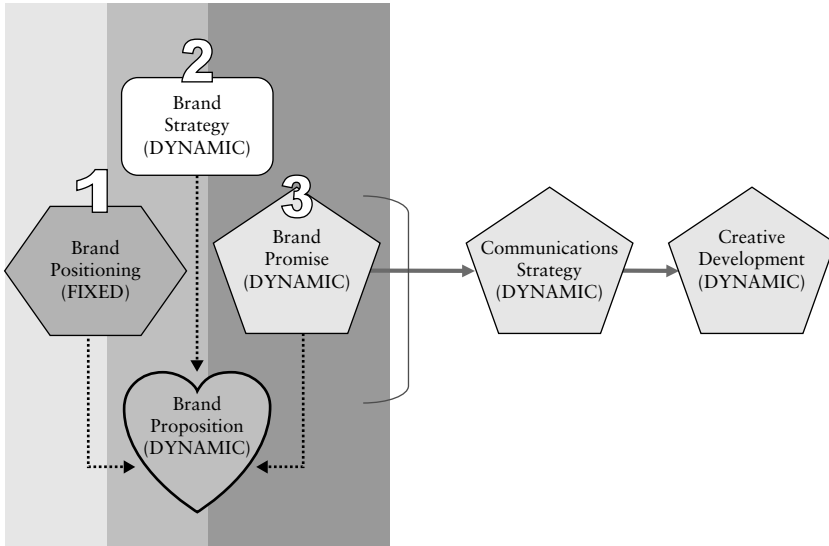 2
Brand
Strategy
(DYNAMIC)
1
Brand
Positioning
(FIXED)
3
Brand
Promise
(DYNAMIC)
Communications
Strategy
(DYNAMIC)
Creative
Development
(DYNAMIC)
Brand
Proposition
(DYNAMIC)